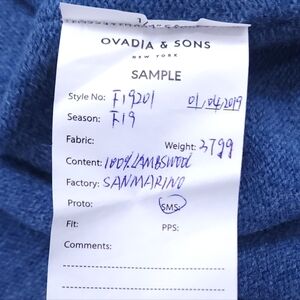 OVADIA & SONS
NEW YORK
SAMPLE
Style No: F19201 01/04/2019
Season: F19
Fabric: Weight: 3799
Content: 100% LAMBSWOOL
Factory: SANMARINO
Proto: SMS:
Fit: PPS:
Comments: